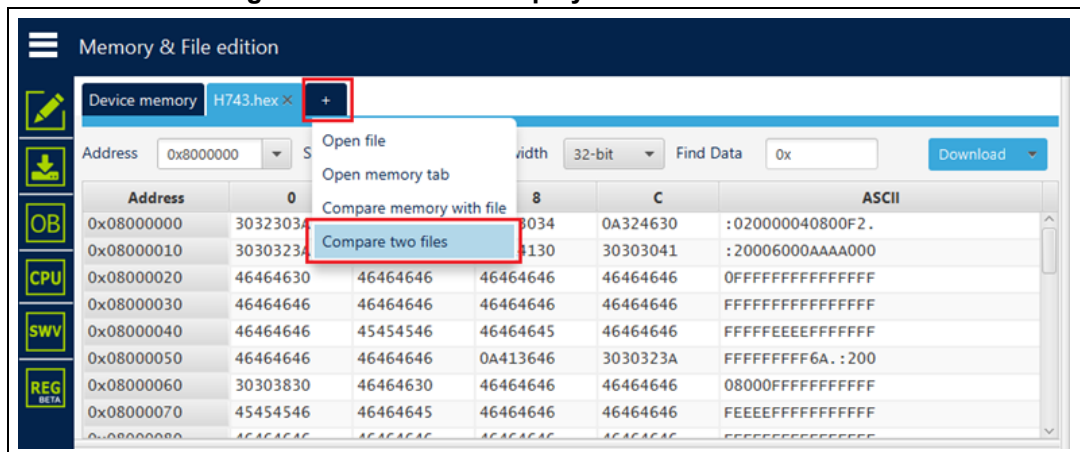 Memory & File edition
Device memory H743.hex × +
Address 0x8000000 S 32-bit Find Data 0x Download
Open file
Open memory tab
Compare memory with file
Compare two files
Address 0 8 C ASCII
0x08000000 3032303A 3034 0A324630 :020000040800F2.
OB
0x08000010 3030323A 4130 30303041 :20006000AAAA000
0x08000020 46464630 46464646 46464646 46464646 0FFFFFFFFFFFFFFF
CPU
0x08000030 46464646 46464646 46464646 46464646 FFFFFFFFFFFFFFFF
SWV
0x08000040 46464646 45454546 46464645 46464646 FFFFFEEEEFFFFFFF
0x08000050 46464646 46464646 0A413646 3030323A FFFFFFFFF6A.:200
REG
BETA
0x08000060 30303830 46464630 46464646 46464646 08000FFFFFFFFFFF
0x08000070 45454546 46464645 46464646 46464646 FEEEEFFFFFFFFFFF